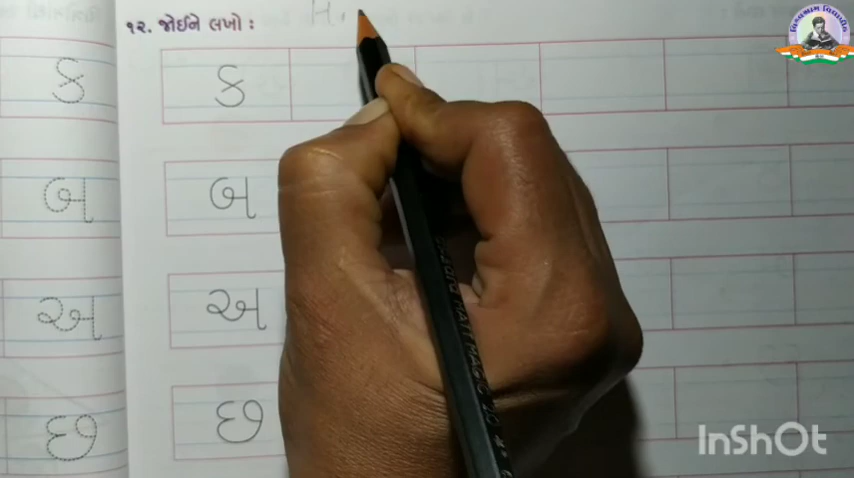 ૧૨. જોઈને લખો :
H.
ક ક
બ બ
અ અ
છ છ
InShOt